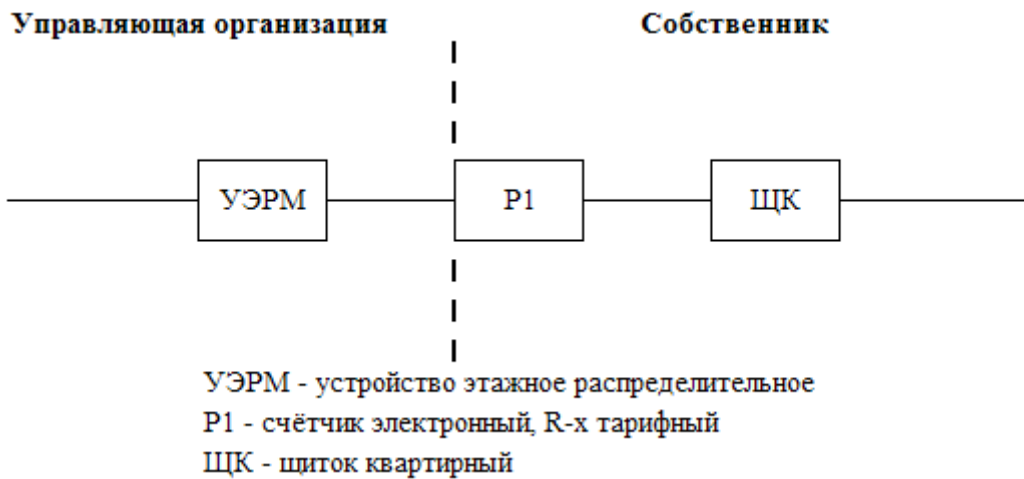 Управляющая организация
Собственник
УЭРМ
Р1
ЩК
УЭРМ - устройство этажное распределительное
Р1 - счётчик электронный, R-х тарифный
ЩК - щиток квартирный